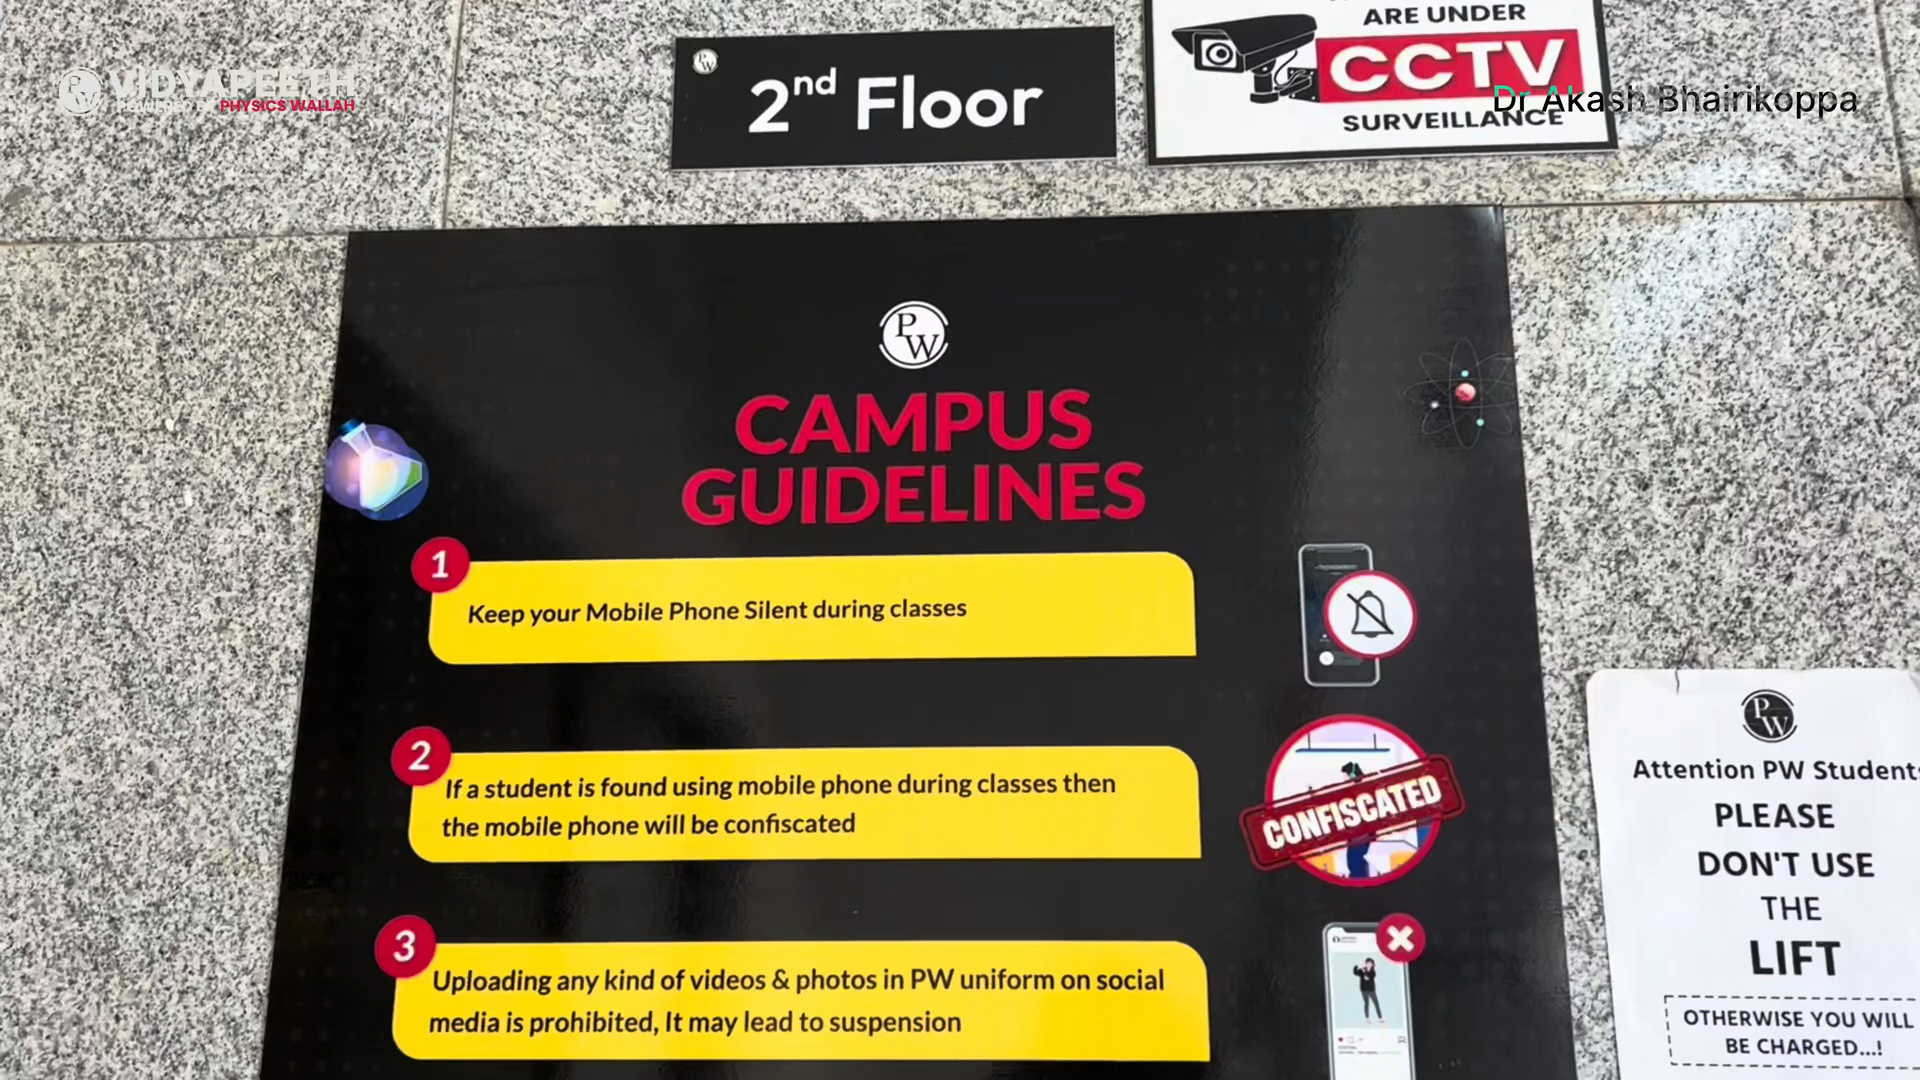 VIDYAPEETH
POWERED BY PHYSICS WALLAH
2nd Floor
ARE UNDER
CCTV
SURVEILLANCE
Dr Akash Bhairikoppa
PW
CAMPUS
GUIDELINES
1
Keep your Mobile Phone Silent during classes
2
If a student is found using mobile phone during classes then
the mobile phone will be confiscated
CONFISCATED
3
Uploading any kind of videos & photos in PW uniform on social
media is prohibited, It may lead to suspension
PW
Attention PW Students
PLEASE
DON'T USE
THE
LIFT
OTHERWISE YOU WILL
BE CHARGED...!